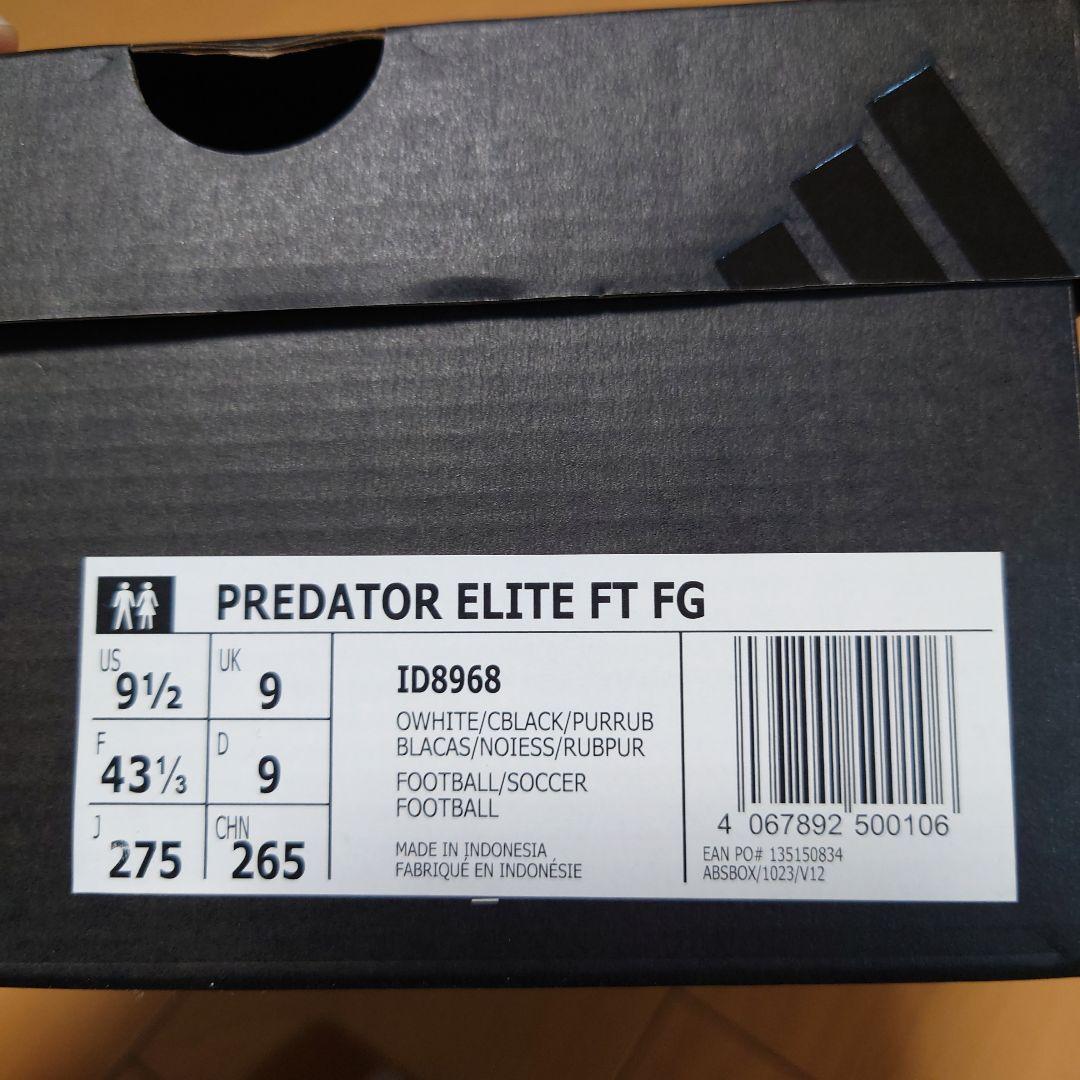 PREDATOR ELITE FT FG
US 9½
UK 9
F 43⅓
D 9
J 275
CHN 265
ID8968
OWHITE/CBLACK/PURRUB
BLACAS/NOIESS/RUBPUR
FOOTBALL/SOCCER
FOOTBALL
MADE IN INDONESIA
FABRIQUÉ EN INDONÉSIE
4 067892 500106
EAN PO# 135150834
ABSBOX/1023/V12